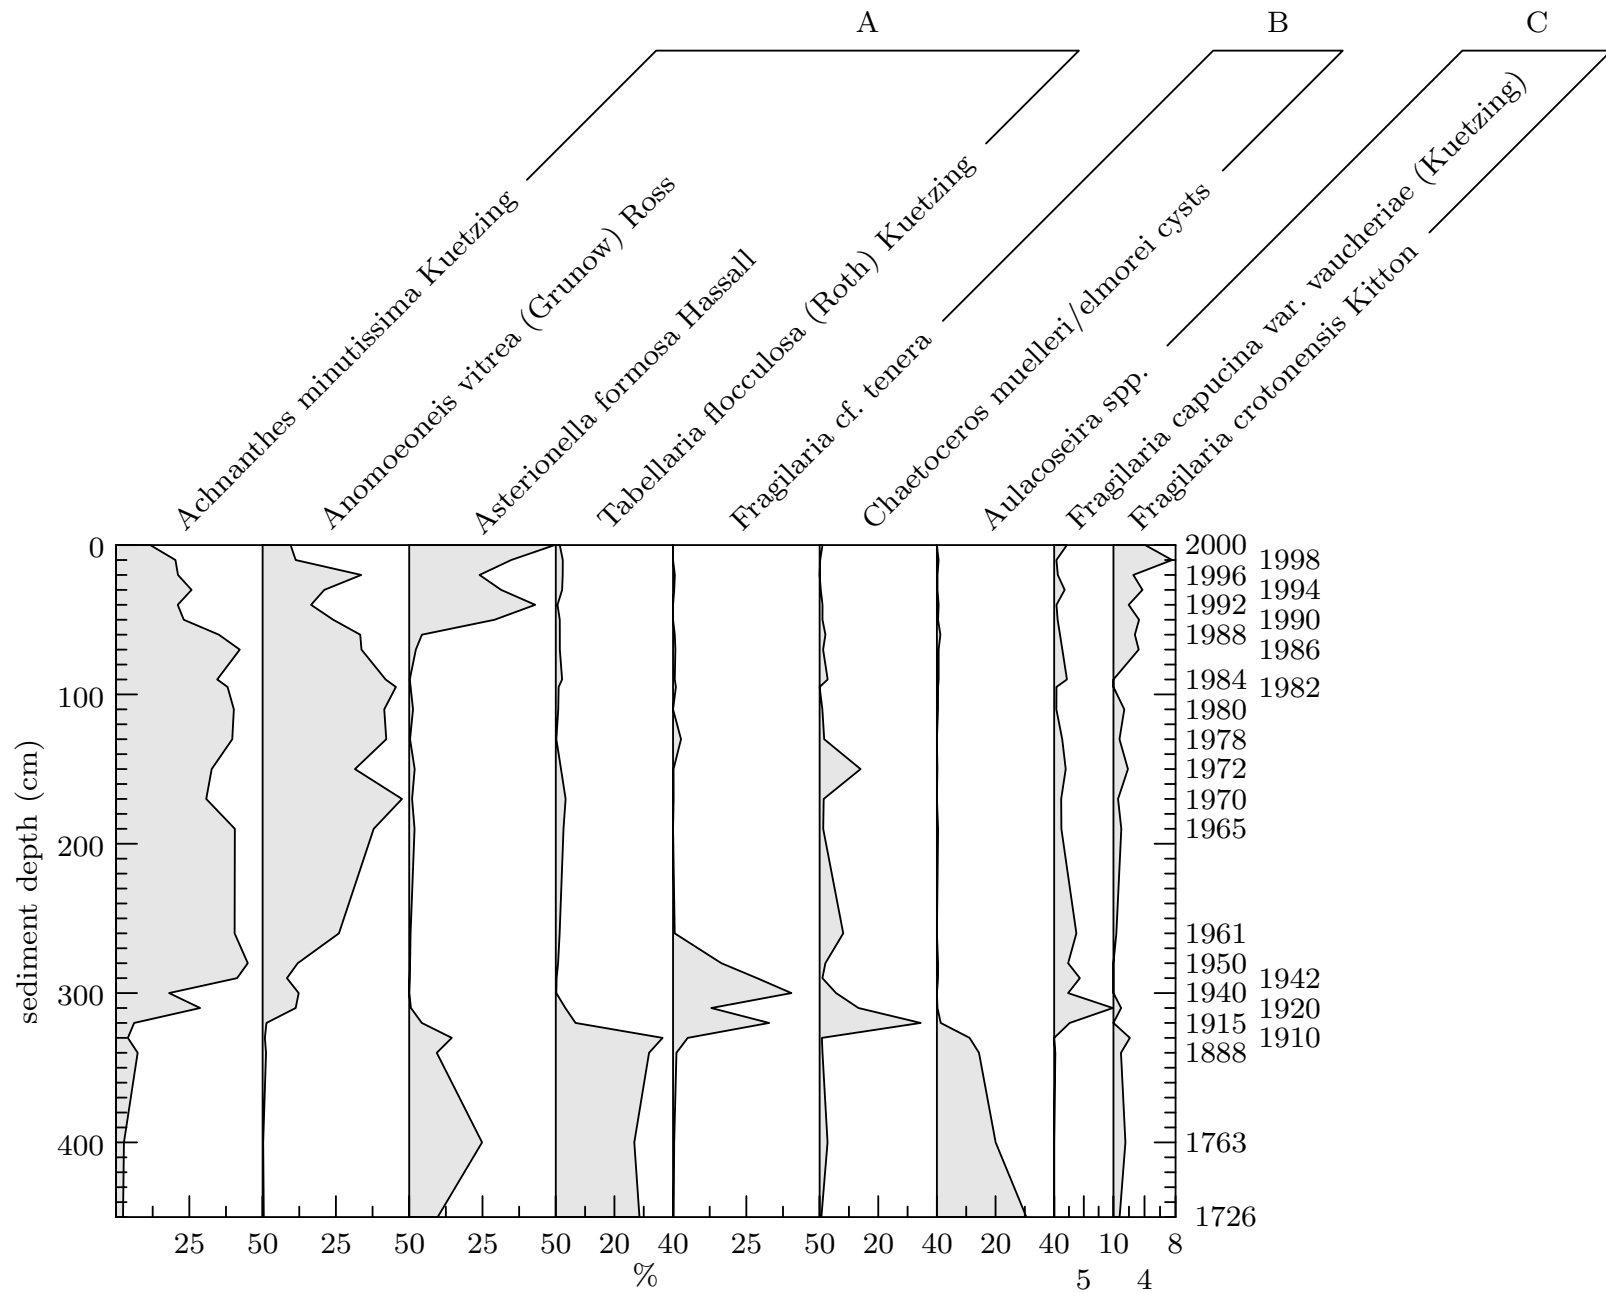 A
B
C
Achnanthes minutissima Kuetzing
Anomoeoneis vitrea (Grunow) Ross
Asterionella formosa Hassall
Tabellaria flocculosa (Roth) Kuetzing
Fragilaria cf. tenera
Chaetoceros muelleri/elmorei cysts
Aulacoseira spp.
Fragilaria capucina var. vaucheriae (Kuetzing)
Fragilaria crotonensis Kitton
sediment depth (cm)
0
100
200
300
400
2000
1998
1996
1994
1992
1990
1988
1986
1984
1982
1980
1978
1972
1970
1965
1961
1950
1942
1940
1920
1915
1910
1888
1763
1726
25 50 25 50 25 50 20 40 25 50 20 40 20 40 10 8
5 4
%